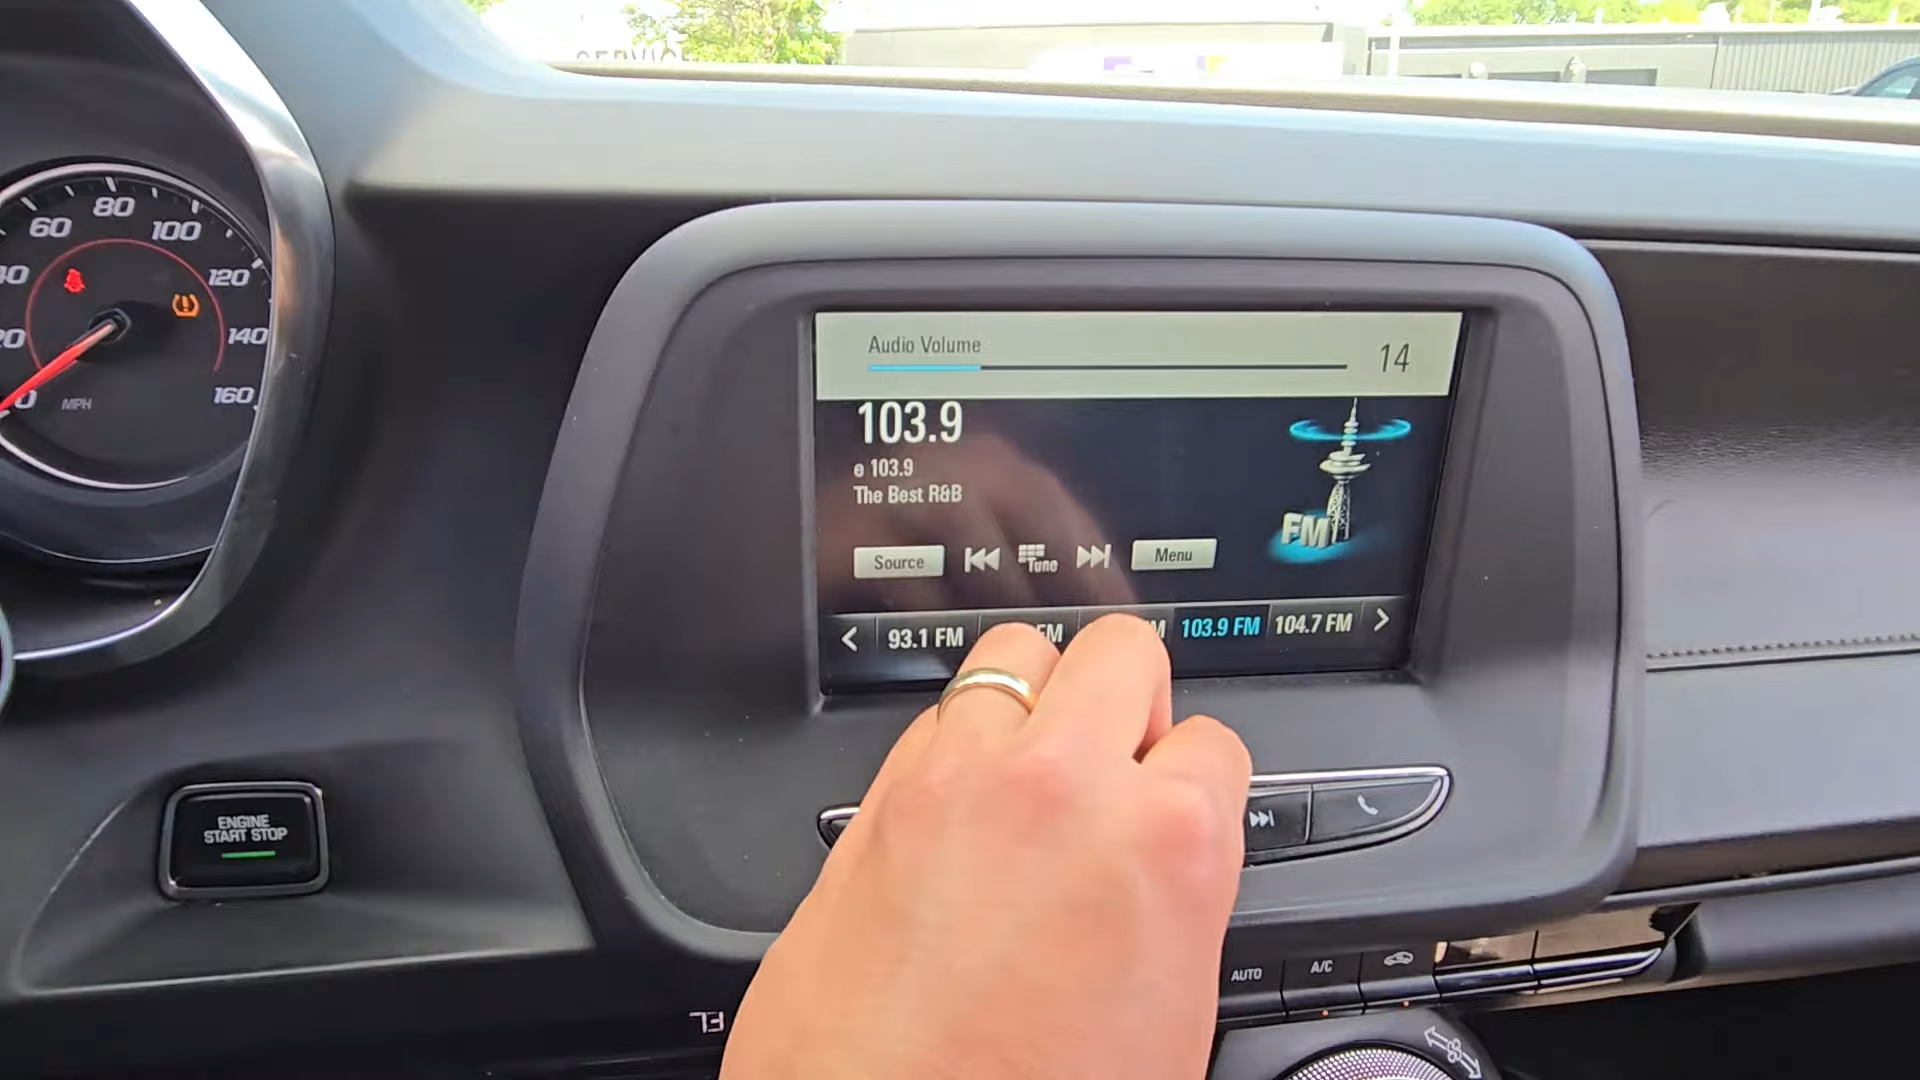 60
80
100
120
140
160
MPH
Audio Volume
14
103.9
e 103.9
The Best R&B
FM
Source
Tune
Menu
93.1 FM
FM
103.9 FM
104.7 FM
ENGINE
START STOP
AUTO
A/C